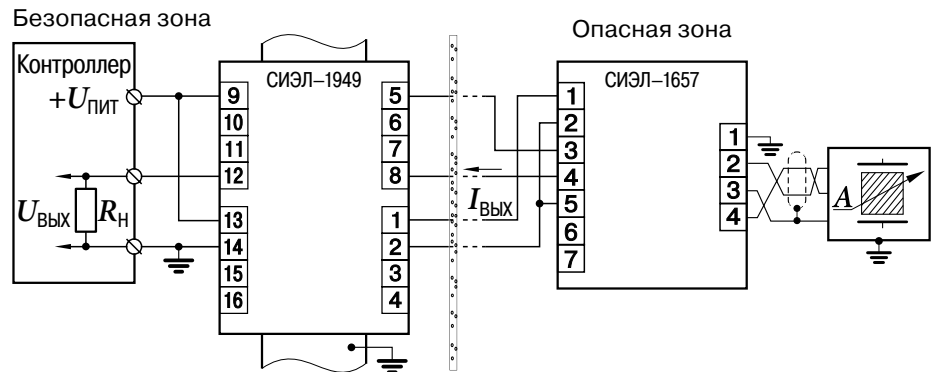 Безопасная зона
Опасная зона
Контроллер
+UПИТ
UВЫХ
RН
СИЭЛ–1949
9
10
11
12
13
14
15
16
5
6
7
8
1
2
3
4
IВЫХ
СИЭЛ–1657
1
2
3
4
5
6
7
1
2
3
4
A